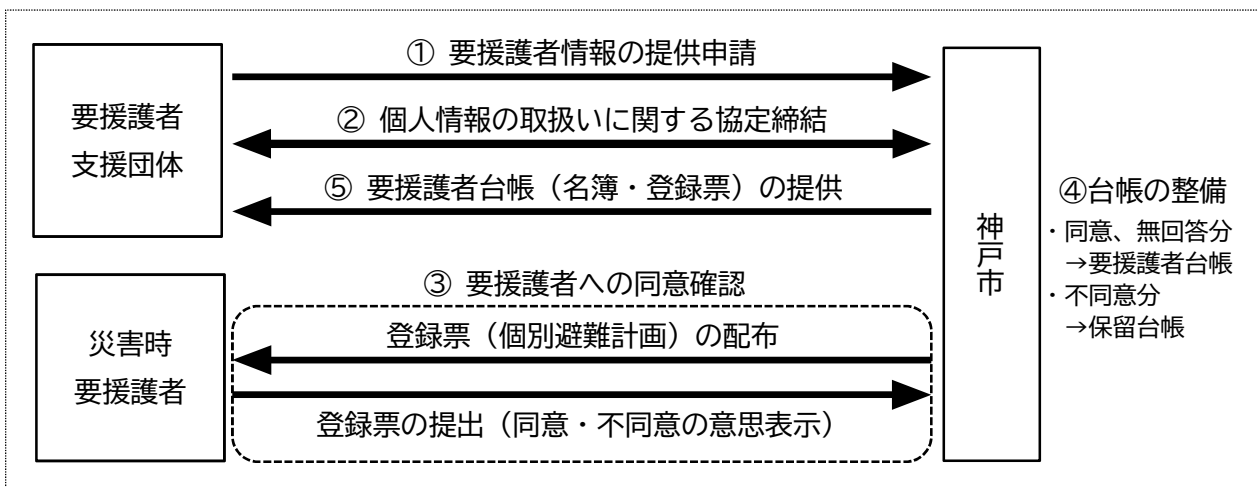 ① 要援護者情報の提供申請
要援護者
支援団体
② 個人情報の取扱いに関する協定締結
⑤ 要援護者台帳（名簿・登録票）の提供
神戸市
④台帳の整備
・同意、無回答分
→要援護者台帳
・不同意分
→保留台帳
③ 要援護者への同意確認
災害時
要援護者
登録票（個別避難計画）の配布
登録票の提出（同意・不同意の意思表示）